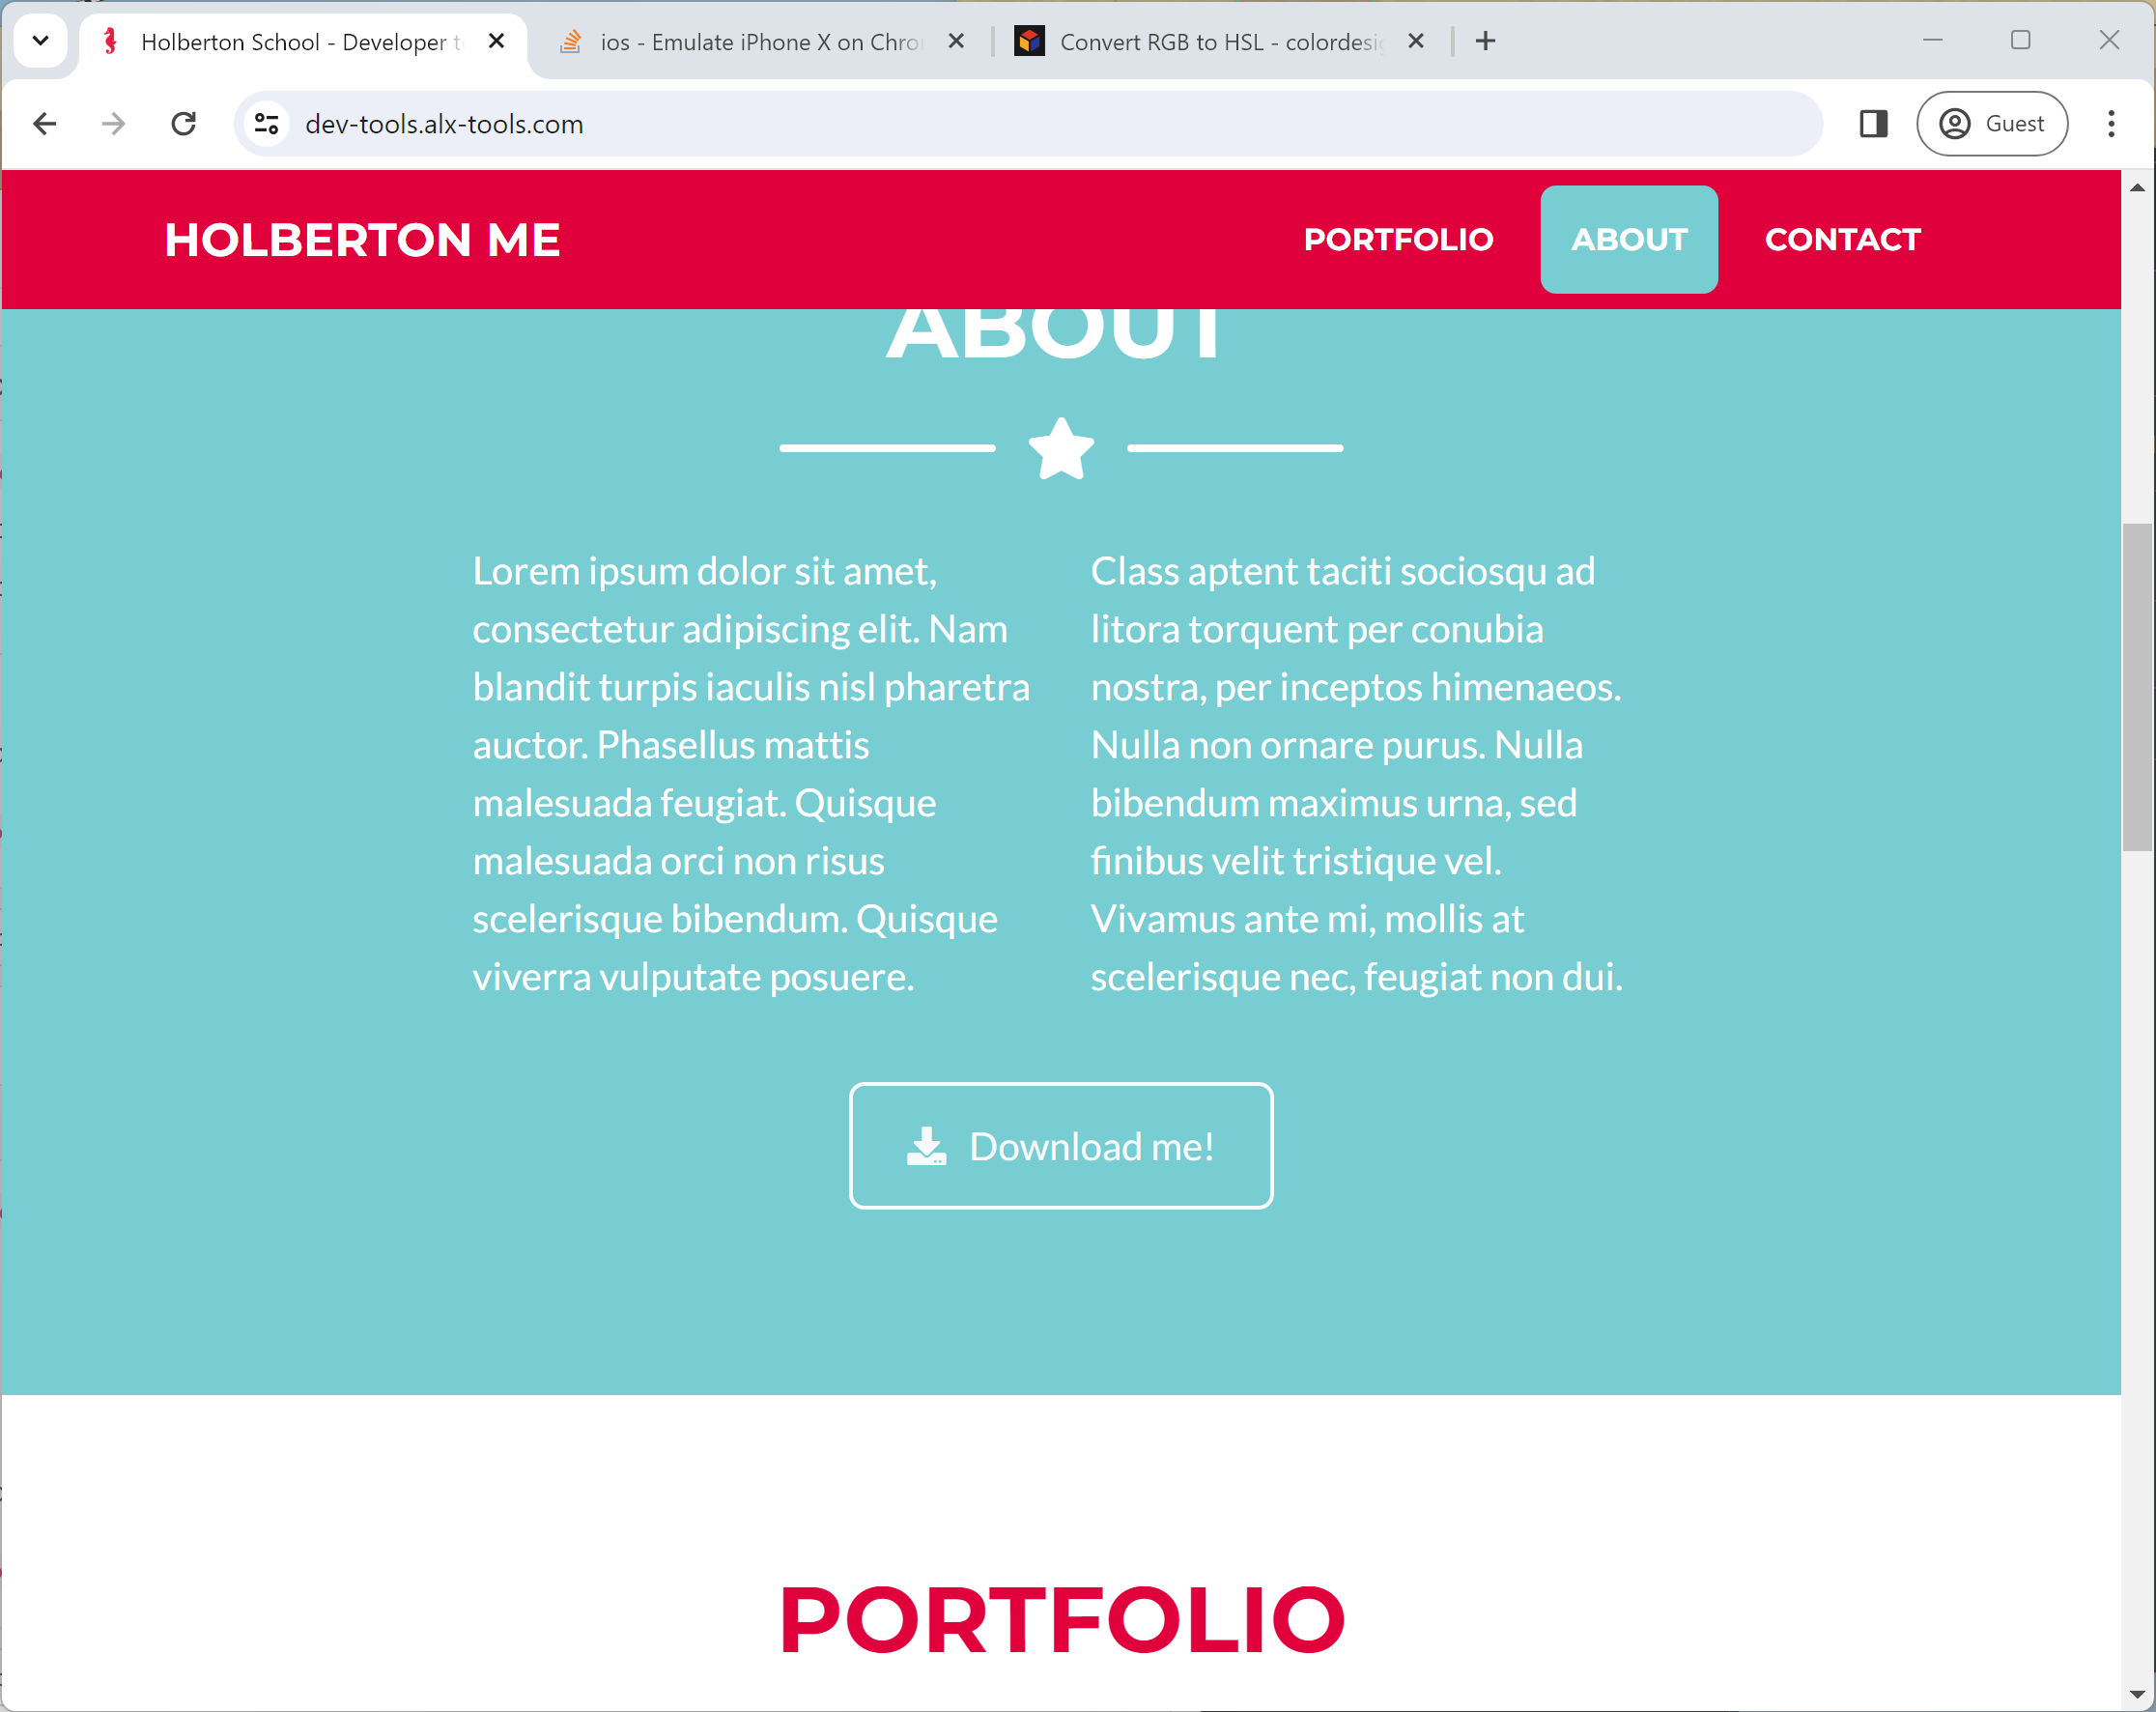 Holberton School - Developer t
ios - Emulate iPhone X on Chro
Convert RGB to HSL - colordesi
dev-tools.alx-tools.com
Guest
HOLBERTON ME
PORTFOLIO
ABOUT
CONTACT
ABOUT
Lorem ipsum dolor sit amet,
consectetur adipiscing elit. Nam
blandit turpis iaculis nisl pharetra
auctor. Phasellus mattis
malesuada feugiat. Quisque
malesuada orci non risus
scelerisque bibendum. Quisque
viverra vulputate posuere.
Class aptent taciti sociosqu ad
litora torquent per conubia
nostra, per inceptos himenaeos.
Nulla non ornare purus. Nulla
bibendum maximus urna, sed
finibus velit tristique vel.
Vivamus ante mi, mollis at
scelerisque nec, feugiat non dui.
Download me!
PORTFOLIO